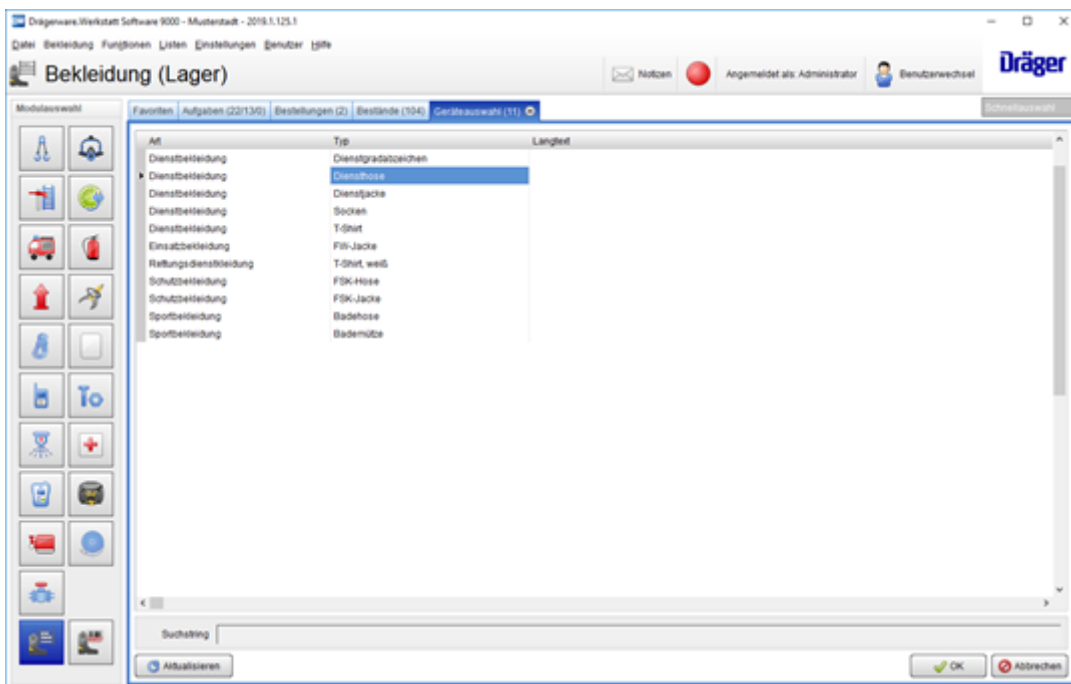 Drägerware.Werkstatt Software 9000 - Musterstadt - 2019.1.125.1
Datei Bekleidung Funktionen Listen Einstellungen Benutzer Hilfe
Bekleidung (Lager)
Notizen
Angemeldet als: Administrator
Benutzerwechsel
Dräger
Modulauswahl
Favoriten Aufgaben (22/13/0) Bestellungen (2) Bestände (104) Geräteauswahl (11)
Schnellauswahl
Art Typ Langtext
Dienstbekleidung Dienstgradabzeichen
Dienstbekleidung Diensthose
Dienstbekleidung Dienstjacke
Dienstbekleidung Socken
Dienstbekleidung T-Shirt
Einsatzbekleidung FW-Jacke
Rettungsdienstkleidung T-Shirt, weiß
Schutzbekleidung FSK-Hose
Schutzbekleidung FSK-Jacke
Sportbekleidung Badehose
Sportbekleidung Bademütze
Suchstring
Aktualisieren
OK
Abbrechen